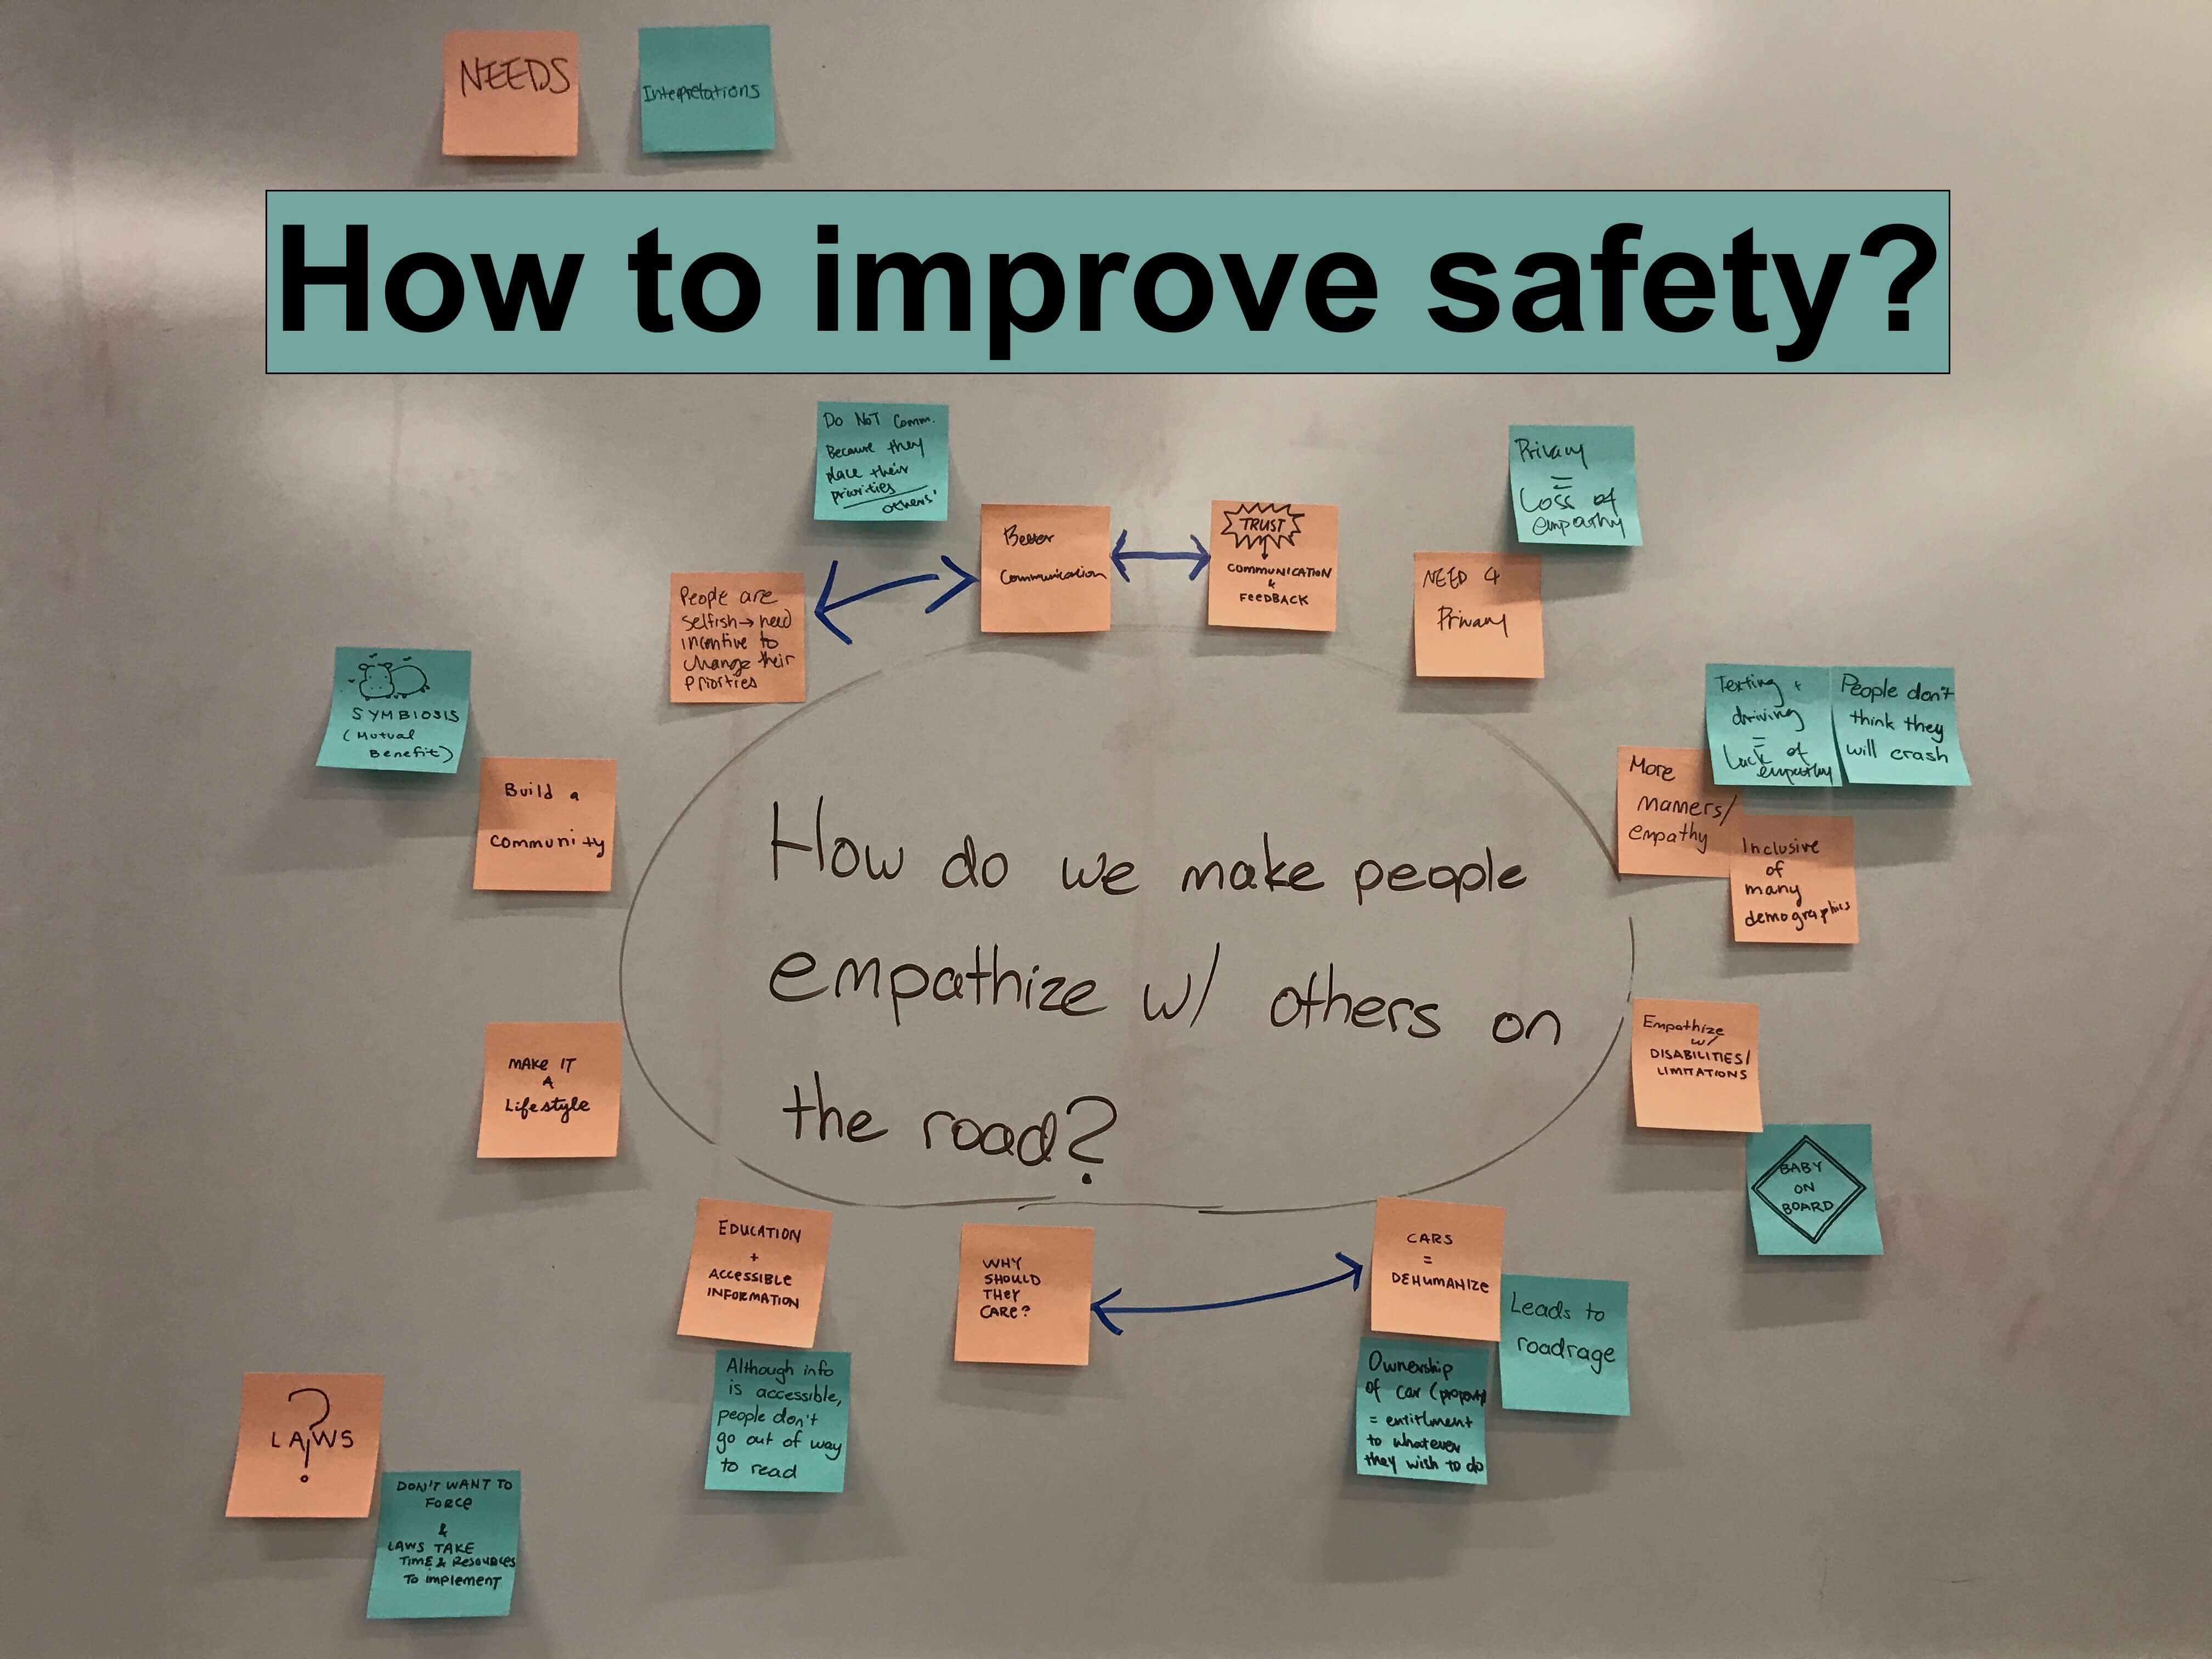 NEEDS
Interpretations
How to improve safety?
Do NOT Comm.
Because they
place their
priorities
others'
Better
Communication
TRUST
COMMUNICATION
&
FEEDBACK
Privacy
=
Loss of
empathy
NEED 4
Privacy
People are
selfish → need
incentive to
change their
priorties
SYMBIOSIS
(Mutual
Benefit)
Build a
community
Texting +
driving
=
Lack of
empathy
People don't
think they
will crash
More
manners/
empathy
Inclusive
of
many
demographics
How do we make people
empathize w/ others on
the road?
Empathize
w/
DISABILITIES/
LIMITATIONS
BABY
ON
BOARD
MAKE IT
A
Lifestyle
EDUCATION
+
ACCESSIBLE
INFORMATION
Although info
is accessible,
people don't
go out of way
to read
WHY
SHOULD
THEY
CARE?
CARS
=
DEHUMANIZE
Leads to
roadrage
Ownership
of car (property)
= entitlment
to whatever
they wish to do
?
LAWS
DON'T WANT TO
FORCE
&
LAWS TAKE
TIME & RESOURCES
TO implement